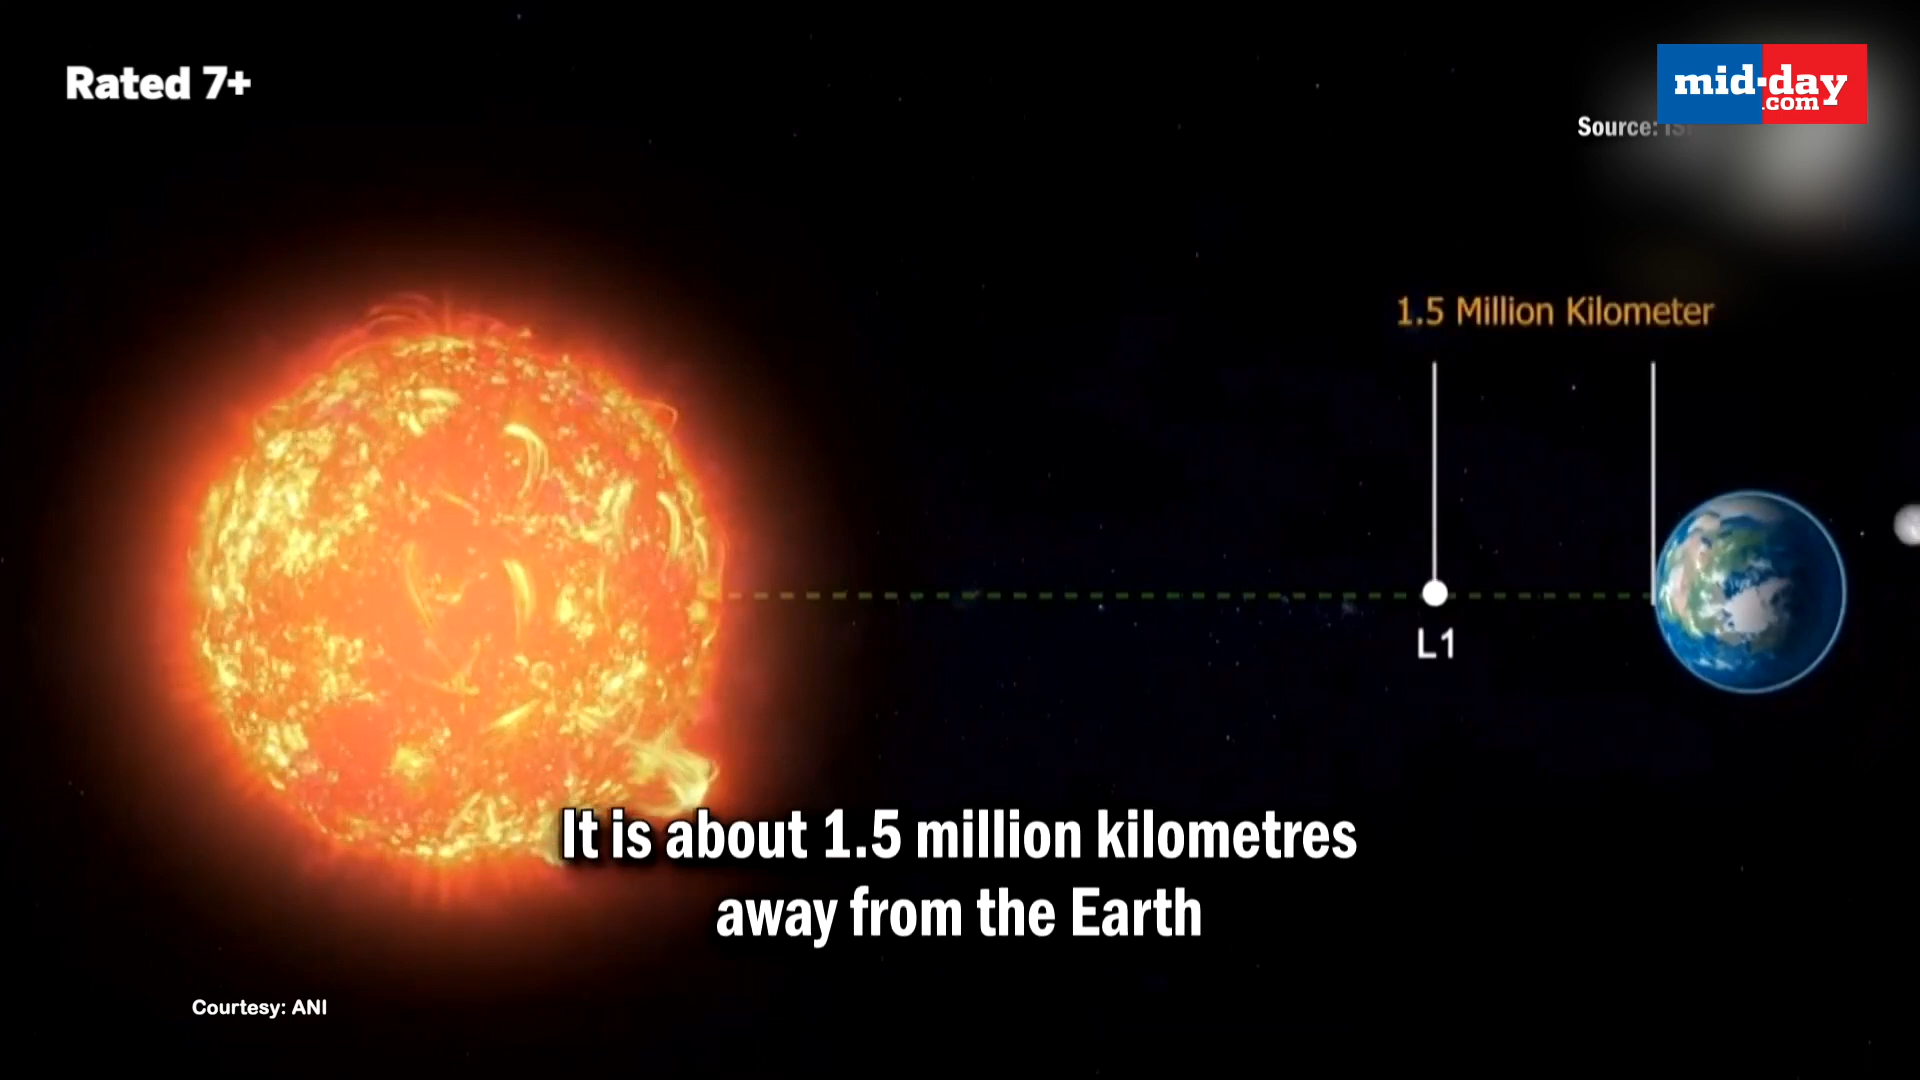 Rated 7+
mid-day
.com
Source:
1.5 Million Kilometer
L1
It is about 1.5 million kilometres
away from the Earth
Courtesy: ANI